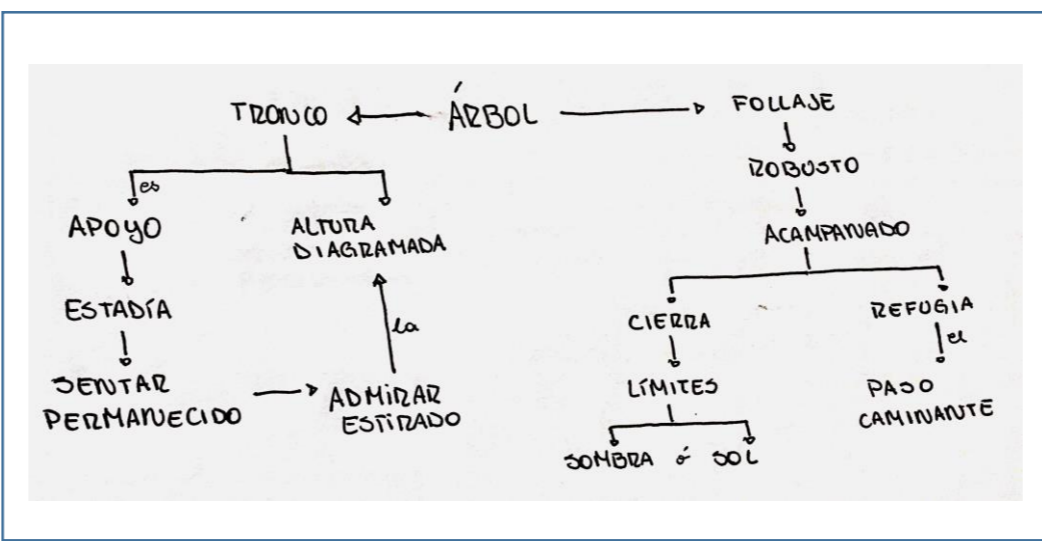 TRONCO ÁRBOL FOLLAJE
ROBUSTO
es
APOYO ALTURA ACAMPANADO
DIAGRAMADA
ESTADÍA la CIERRA REFUGIA
el
SENTAR ADMIRAR LÍMITES PASO
PERMANECIDO ESTIRADO CAMINANTE
SOMBRA ó SOL